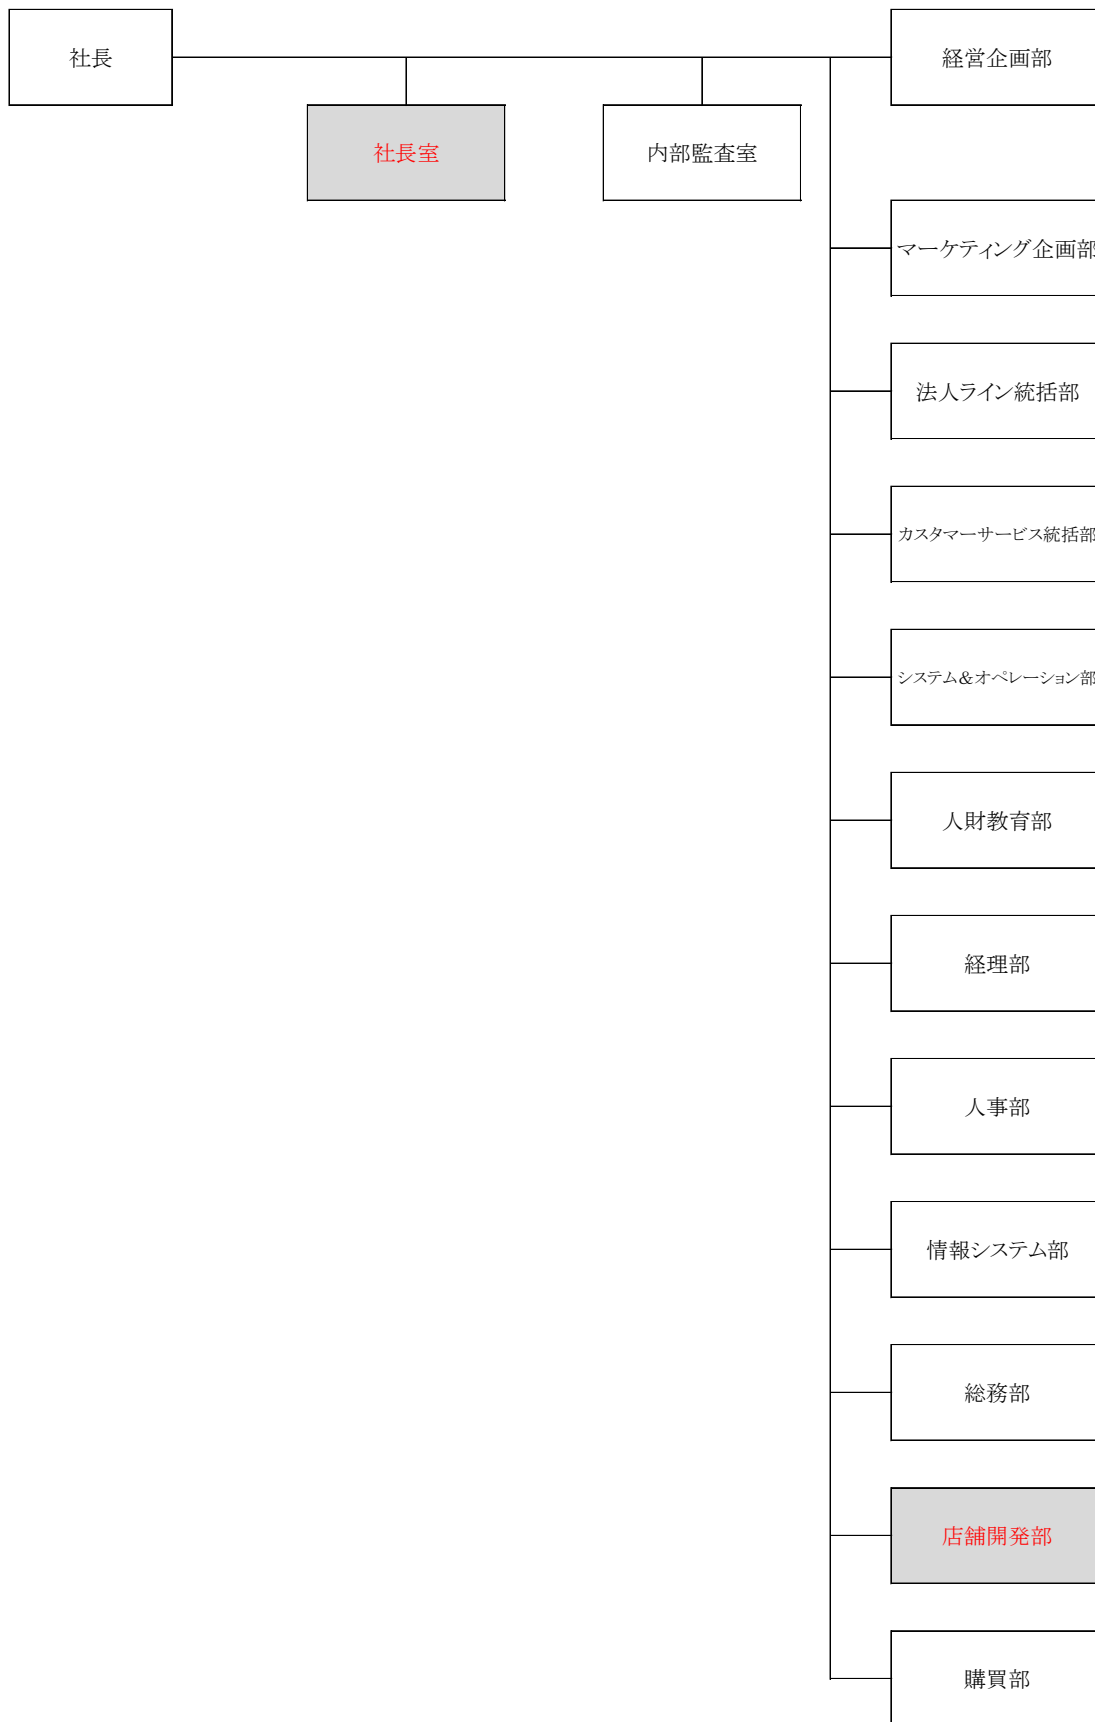 社長
経営企画部
社長室
内部監査室
マーケティング企画部
法人ライン統括部
カスタマーサービス統括部
システム&オペレーション部
人財教育部
経理部
人事部
情報システム部
総務部
店舗開発部
購買部